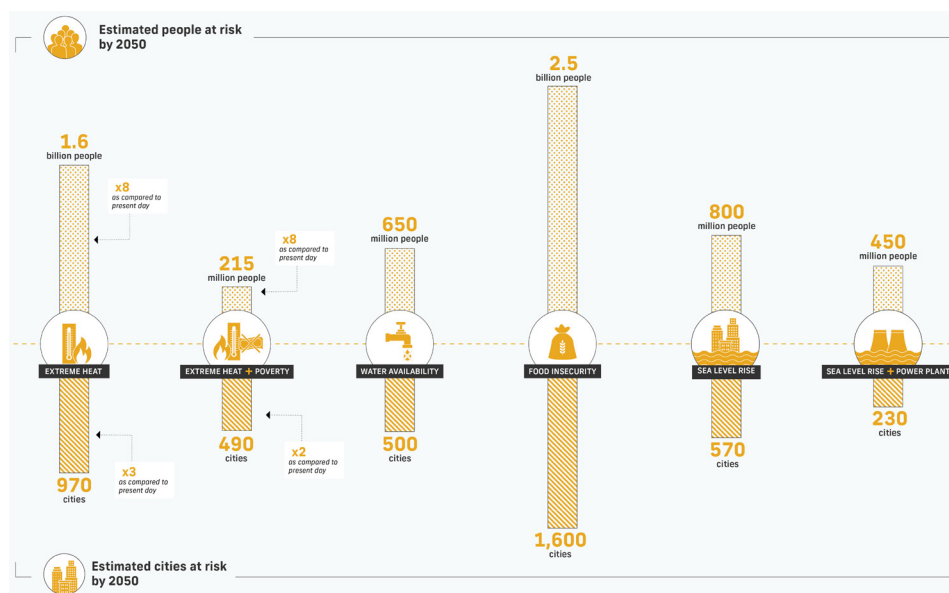 Estimated people at risk
by 2050
1.6
billion people
x8
as compared to
present day
EXTREME HEAT
x3
as compared to
present day
970
cities
215
million people
x8
as compared to
present day
EXTREME HEAT + POVERTY
490
cities
x2
as compared to
present day
650
million people
WATER AVAILABILITY
500
cities
2.5
billion people
FOOD INSECURITY
1,600
cities
800
million people
SEA LEVEL RISE
570
cities
450
million people
SEA LEVEL RISE + POWER PLANT
230
cities
Estimated cities at risk
by 2050